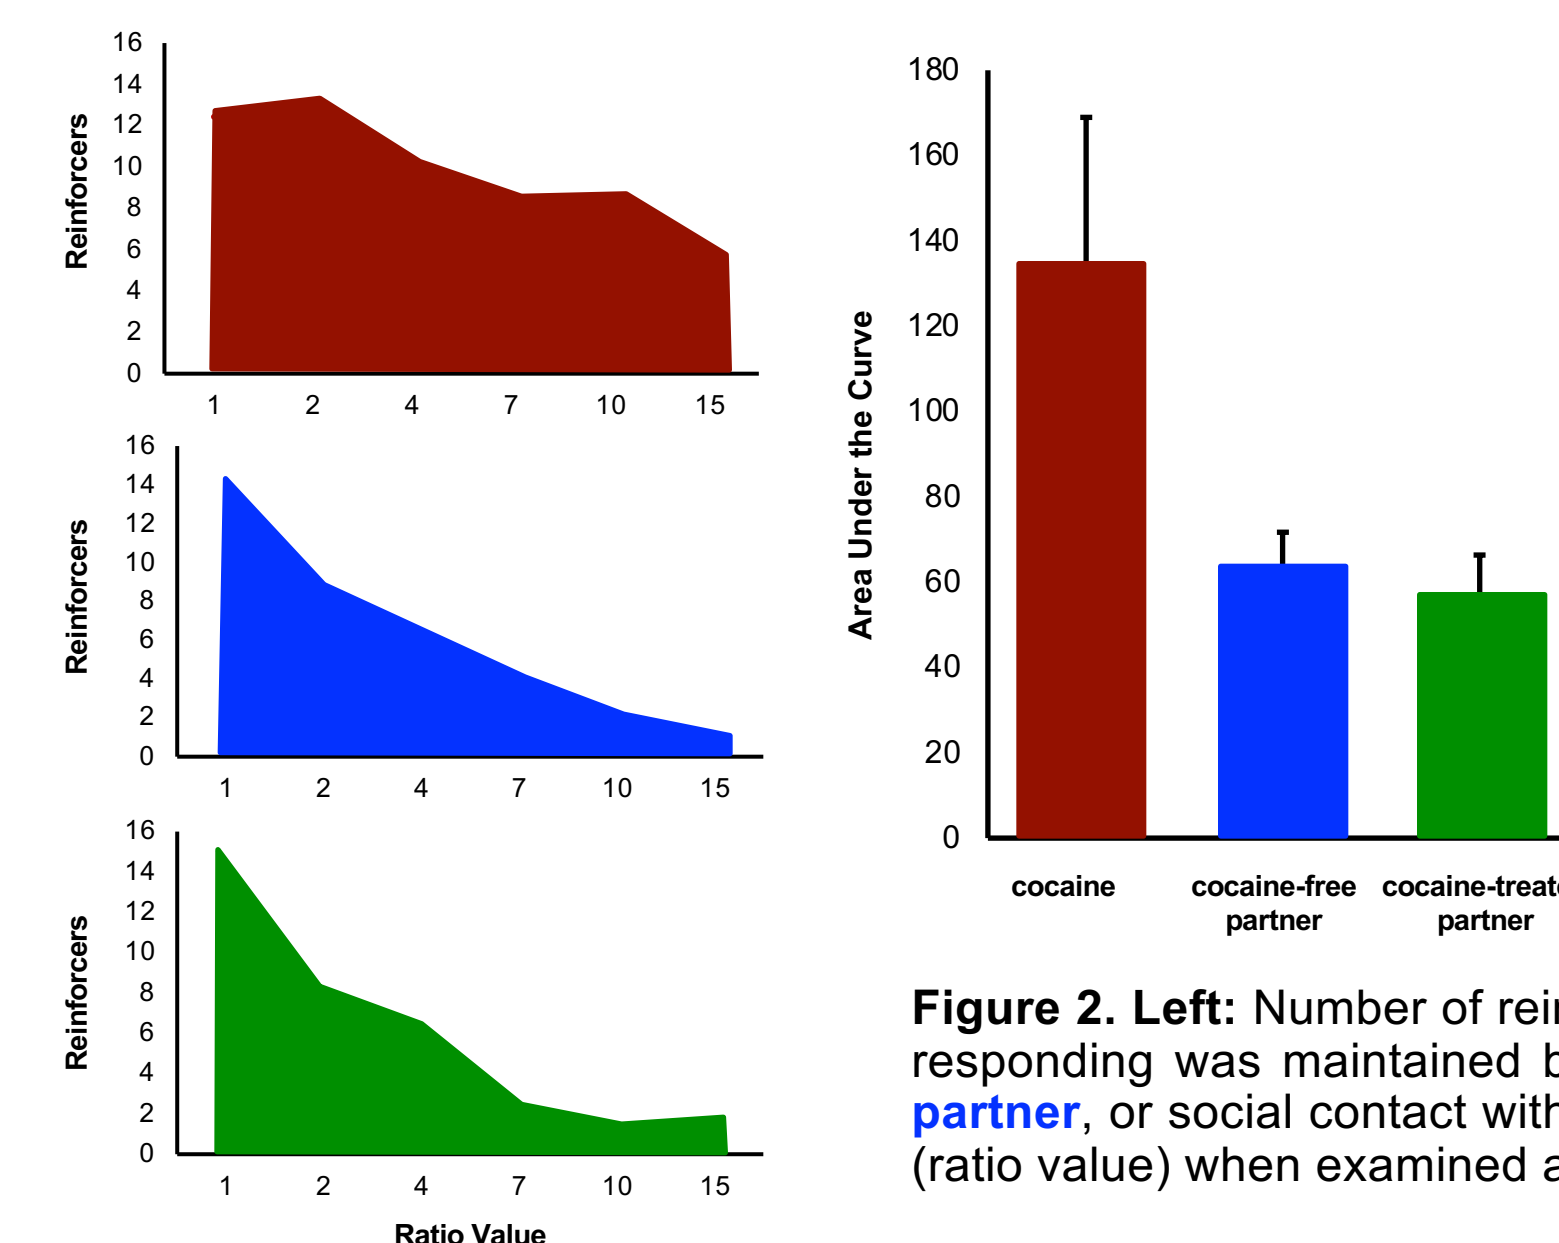 16
14
12
10
8
6
4
2
0
Reinforcers
1 2 4 7 10 15
16
14
12
10
8
6
4
2
0
Reinforcers
1 2 4 7 10 15
16
14
12
10
8
6
4
2
0
Reinforcers
1 2 4 7 10 15
Ratio Value
180
160
140
120
100
80
60
40
20
0
Area Under the Curve
cocaine
cocaine-free
partner
cocaine-treate
partner
Figure 2. Left: Number of rei
responding was maintained b
partner, or social contact with
(ratio value) when examined a